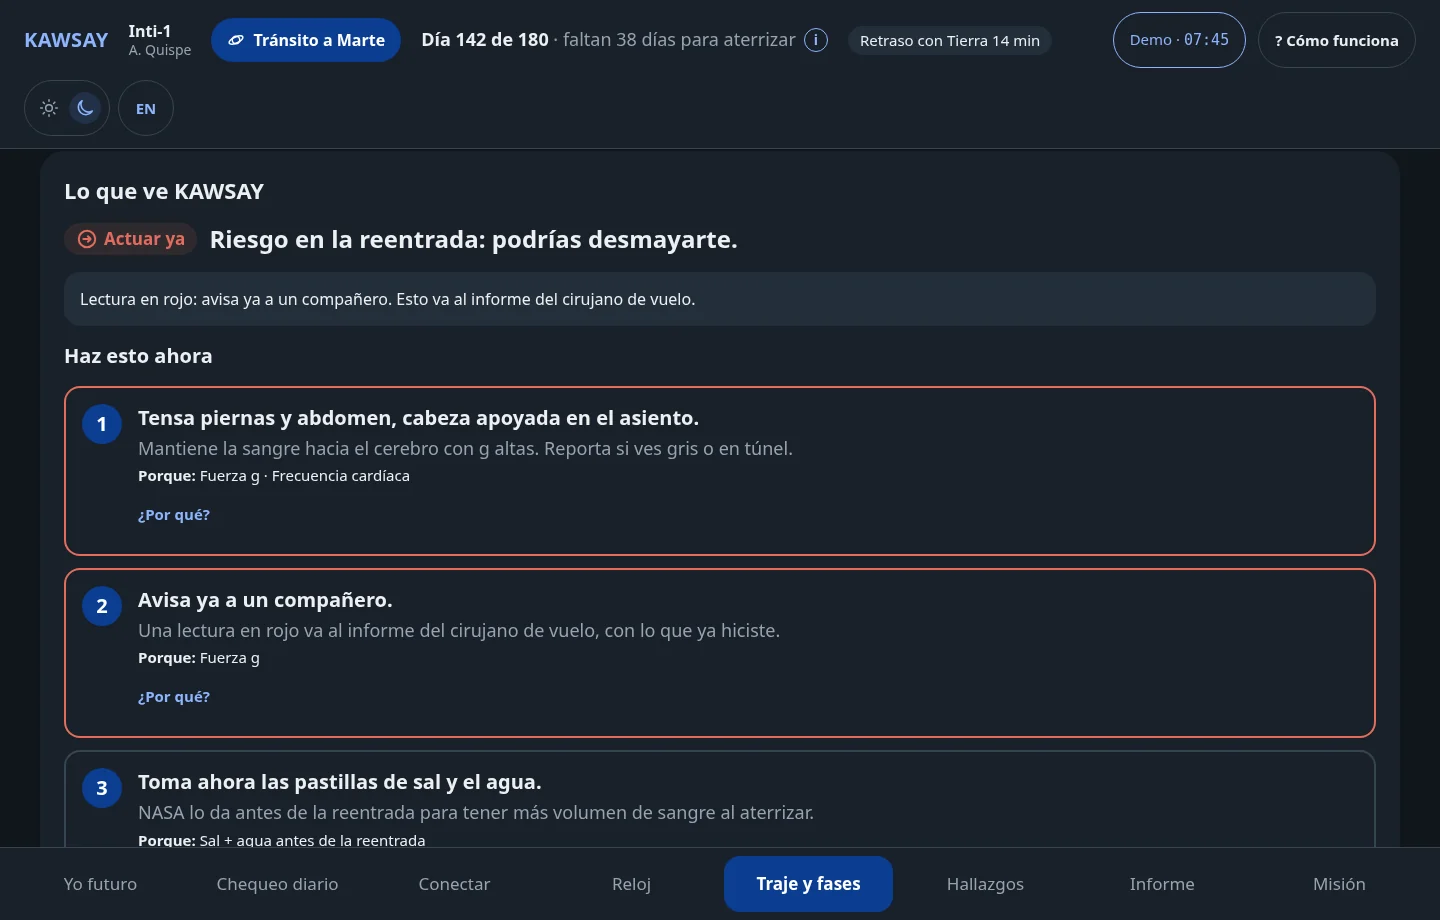 KAWSAY
Inti-1
A. Quispe
Tránsito a Marte
Día 142 de 180 · faltan 38 días para aterrizar i
Retraso con Tierra 14 min
Demo · 07:45
? Cómo funciona
EN
Lo que ve KAWSAY
Actuar ya
Riesgo en la reentrada: podrías desmayarte.
Lectura en rojo: avisa ya a un compañero. Esto va al informe del cirujano de vuelo.
Haz esto ahora
1
Tensa piernas y abdomen, cabeza apoyada en el asiento.
Mantiene la sangre hacia el cerebro con g altas. Reporta si ves gris o en túnel.
Porque: Fuerza g · Frecuencia cardíaca
¿Por qué?
2
Avisa ya a un compañero.
Una lectura en rojo va al informe del cirujano de vuelo, con lo que ya hiciste.
Porque: Fuerza g
¿Por qué?
3
Toma ahora las pastillas de sal y el agua.
NASA lo da antes de la reentrada para tener más volumen de sangre al aterrizar.
Porque: Sal + agua antes de la reentrada
Yo futuro
Chequeo diario
Conectar
Reloj
Traje y fases
Hallazgos
Informe
Misión